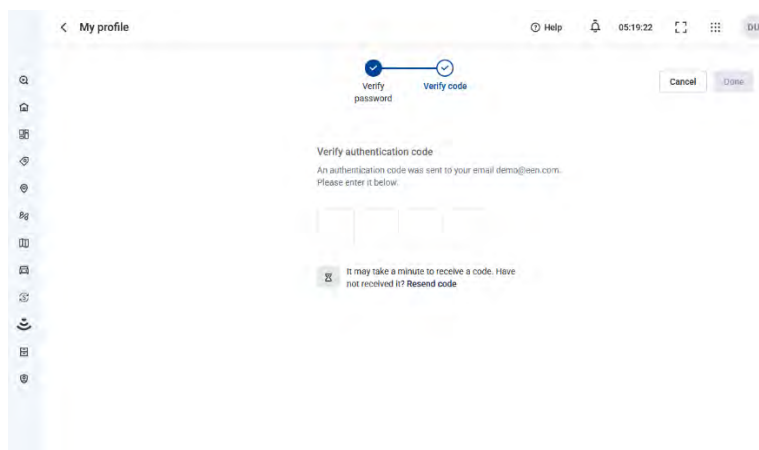 My profile
Help
05:19:22
DU
Verify password
Verify code
Cancel
Done
Verify authentication code
An authentication code was sent to your email demo@een.com.
Please enter it below.
It may take a minute to receive a code. Have
not received it? Resend code